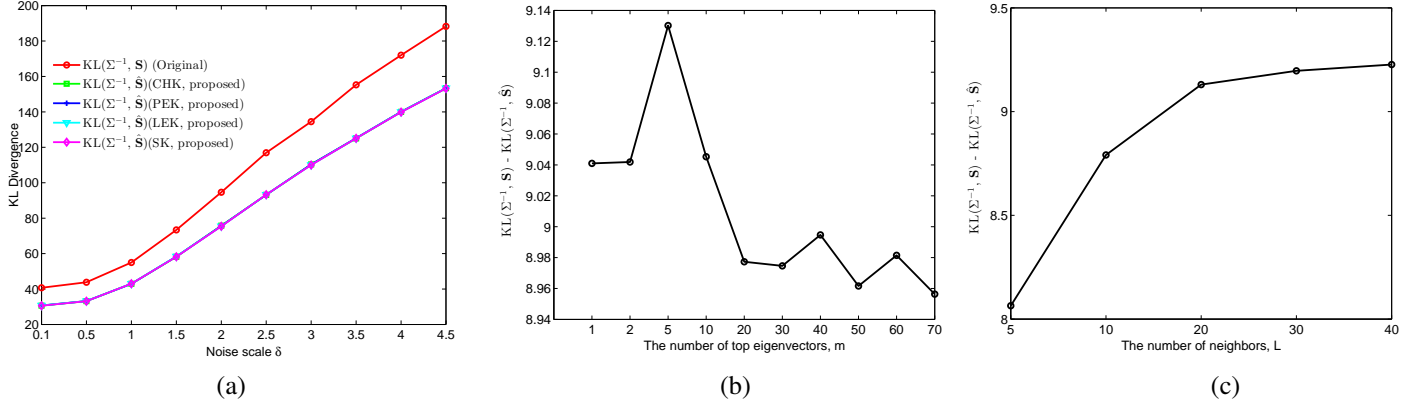 200
180
160
140
120
100
80
60
40
20
KL Divergence
KL(Σ⁻¹, S) (Original)
KL(Σ⁻¹, Ŝ)(CHK, proposed)
KL(Σ⁻¹, Ŝ)(PEK, proposed)
KL(Σ⁻¹, Ŝ)(LEK, proposed)
KL(Σ⁻¹, Ŝ)(SK, proposed)
0.1 0.5 1 1.5 2 2.5 3 3.5 4 4.5
Noise scale δ
(a)
9.14
9.12
9.1
9.08
9.06
9.04
9.02
9
8.98
8.96
8.94
KL(Σ⁻¹, S) - KL(Σ⁻¹, Ŝ)
1 2 5 10 20 30 40 50 60 70
The number of top eigenvectors, m
(b)
9.5
9
8.5
8
KL(Σ⁻¹, S) - KL(Σ⁻¹, Ŝ)
5 10 20 30 40
The number of neighbors, L
(c)